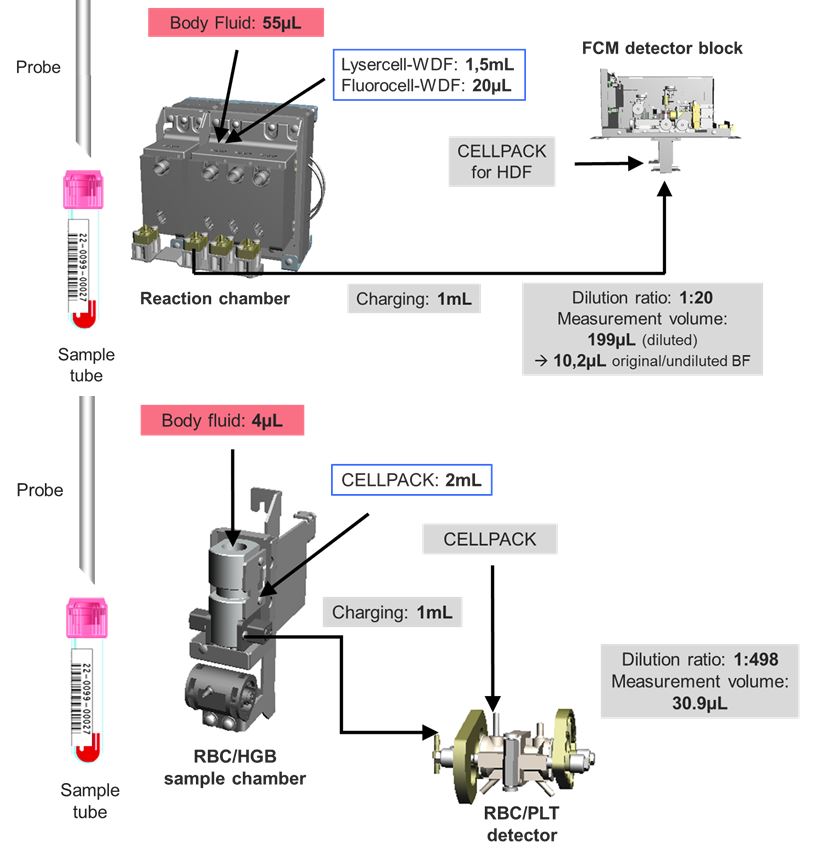 Body Fluid: 55µL
Probe
Lysercell-WDF: 1,5mL
Fluorocell-WDF: 20µL
FCM detector block
CELLPACK
for HDF
22-0099-00027
Reaction chamber
Charging: 1mL
Dilution ratio: 1:20
Measurement volume:
199µL (diluted)
→ 10,2µL original/undiluted BF
Sample
tube
Body fluid: 4µL
Probe
CELLPACK: 2mL
CELLPACK
Charging: 1mL
22-0099-00027
Dilution ratio: 1:498
Measurement volume:
30.9µL
RBC/HGB
sample chamber
Sample
tube
RBC/PLT
detector